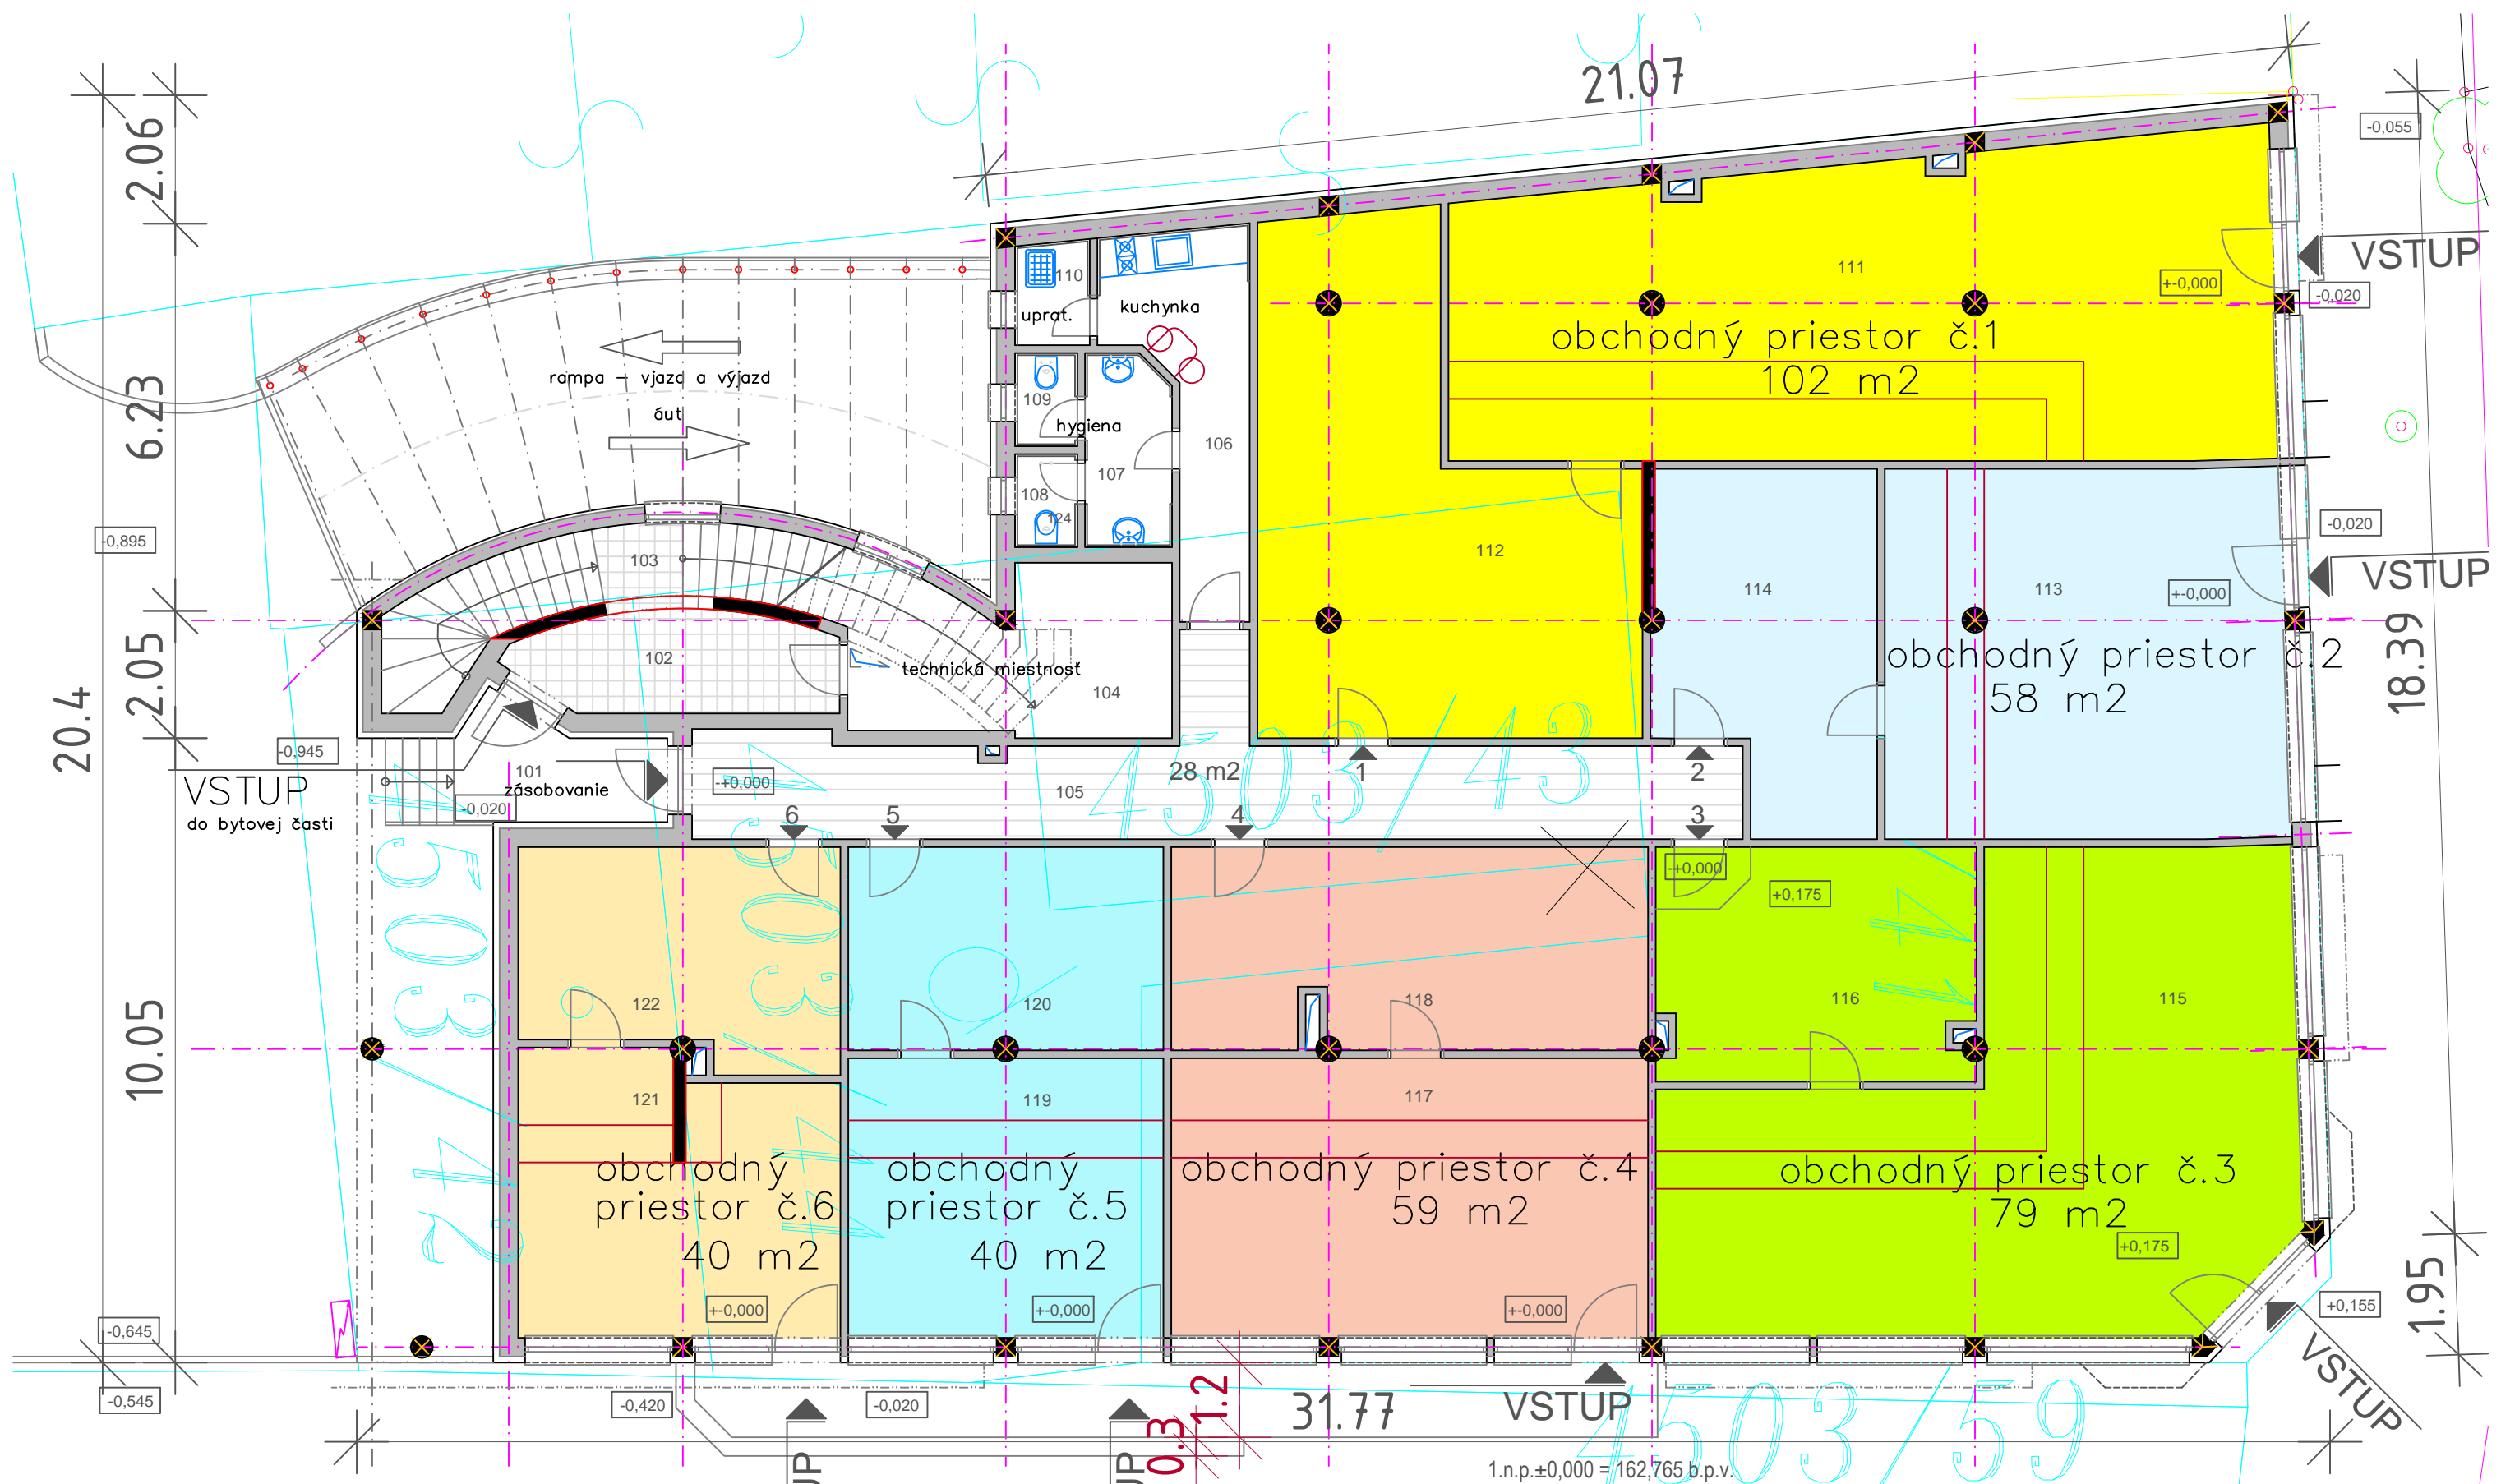 21.07
2.06
-0,055
VSTUP
110
111
+-0,000
-0,020
uprat.
kuchynka
obchodný priestor č.1
102 m2
rampa – vjazd a výjazd
áut
6.23
109
hygiena
106
107
108
124
-0,895
-0,020
103
112
114
113
VSTUP
+-0,000
102
technická miestnosť
104
obchodný priestor č.2
58 m2
2.05
20.4
18.39
-0,945
101
zásobovanie
VSTUP
do bytovej časti
-0,020
-+0,000
105
28 m2
1
2
6
5
4
3
4503/43
-+0,000
+0,175
122
120
118
116
115
10.05
121
119
117
obchodný
priestor č.6
40 m2
obchodný
priestor č.5
40 m2
obchodný priestor č.4
59 m2
obchodný priestor č.3
79 m2
+0,175
+-0,000
+-0,000
+-0,000
1.95
+0,155
VSTUP
-0,645
-0,545
-0,420
-0,020
0.3
1.2
31.77
VSTUP
4503/59
1.n.p.±0,000 = 162,765 b.p.v.